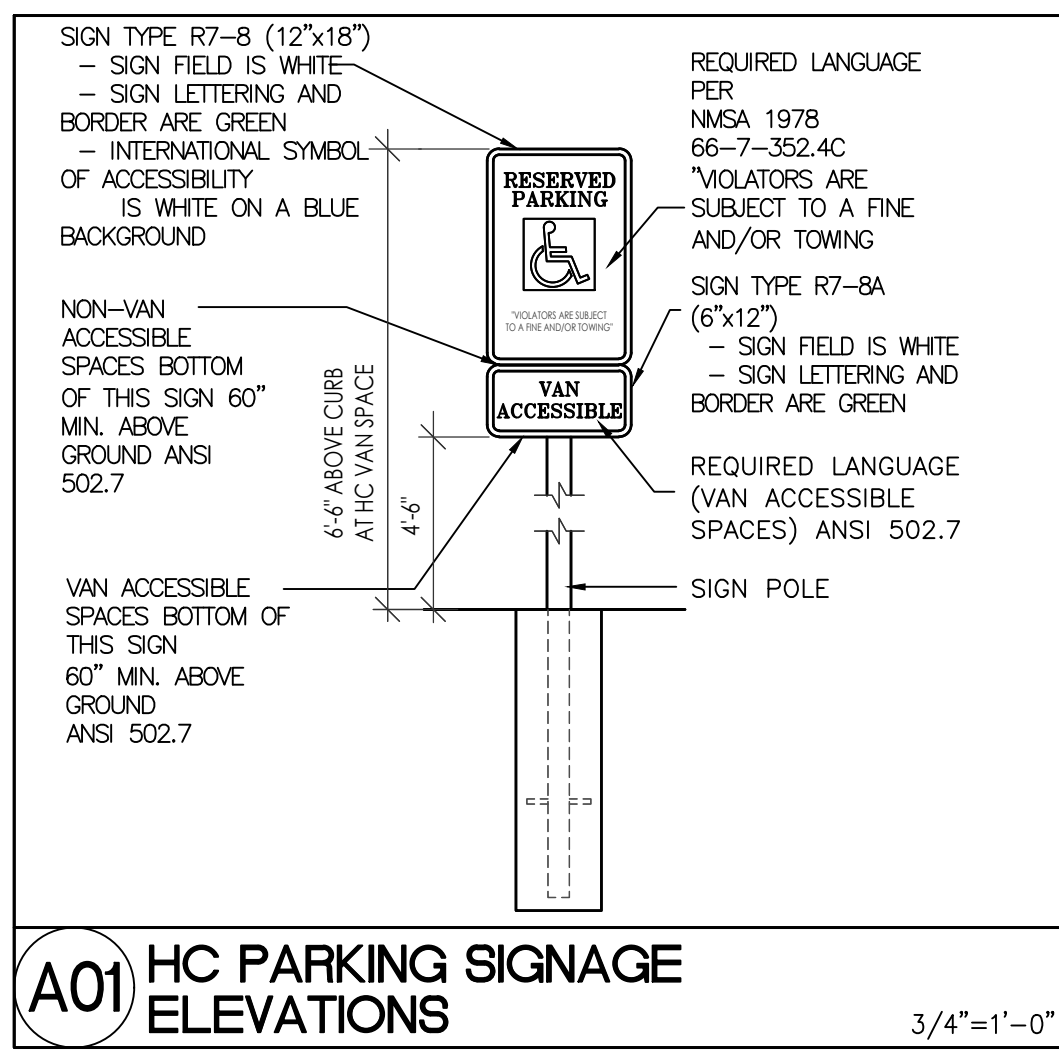 SIGN TYPE R7-8 (12"x18")
- SIGN FIELD IS WHITE
- SIGN LETTERING AND
BORDER ARE GREEN
- INTERNATIONAL SYMBOL
OF ACCESSIBILITY
IS WHITE ON A BLUE
BACKGROUND
NON-VAN
ACCESSIBLE
SPACES BOTTOM
OF THIS SIGN 60"
MIN. ABOVE
GROUND ANSI
502.7
VAN ACCESSIBLE
SPACES BOTTOM OF
THIS SIGN
60" MIN. ABOVE
GROUND
ANSI 502.7
6'-6" ABOVE CURB
AT HC VAN SPACE
4'-6"
RESERVED
PARKING
"VIOLATORS ARE SUBJECT
TO A FINE AND/OR TOWING"
VAN
ACCESSIBLE
REQUIRED LANGUAGE
PER
NMSA 1978
66-7-352.4C
"VIOLATORS ARE
SUBJECT TO A FINE
AND/OR TOWING
SIGN TYPE R7-8A
(6"x12")
- SIGN FIELD IS WHITE
- SIGN LETTERING AND
BORDER ARE GREEN
REQUIRED LANGUAGE
(VAN ACCESSIBLE
SPACES) ANSI 502.7
SIGN POLE
A01
HC PARKING SIGNAGE
ELEVATIONS
3/4"=1'-0"